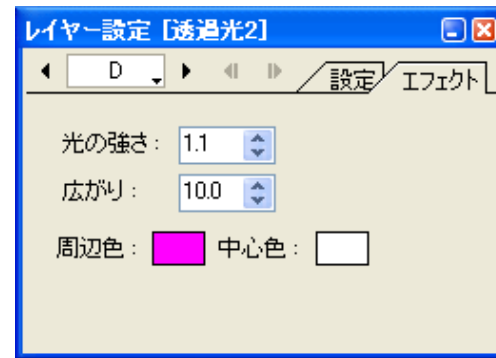 レイヤー設定 [透過光2]
D 設定 エフェクト
光の強さ： 1.1
広がり： 10.0
周辺色： 中心色：